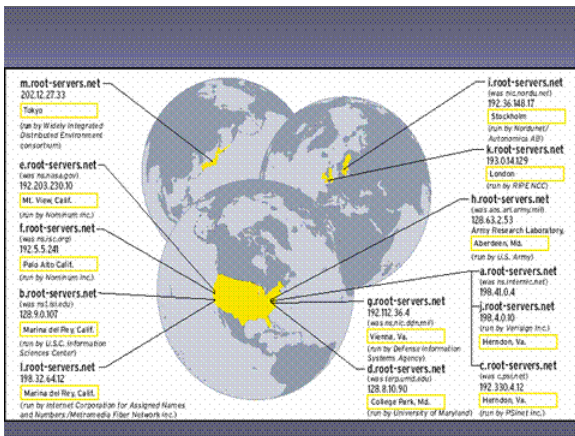 m.root-servers.net
202.12.27.33
Tokyo
(run by Widely Integrated
Distributed Environment
consortium)
e.root-servers.net
(was ns.nasa.gov)
192.203.230.10
Mt. View, Calif.
(run by Nominum Inc.)
f.root-servers.net
(was ns.isc.org)
192.5.5.241
Palo Alto Calif.
(run by Nominum Inc.)
b.root-servers.net
(was ns1.isi.edu)
128.9.0.107
Marina del Rey, Calif.
(run by U.S.C. Information
Sciences Center)
l.root-servers.net
198.32.64.12
Marina del Rey, Calif.
(run by Internet Corporation for Assigned Names
and Numbers /Metromedia Fiber Network Inc.)
i.root-servers.net
(was nic.nordu.net)
192.36.148.17
Stockholm
(run by Nordunet/
Autonomica AB)
k.root-servers.net
193.0.14.129
London
(run by RIPE NCC)
h.root-servers.net
(was aos.arl.army.mil)
128.63.2.53
Army Research Laboratory,
Aberdeen, Md.
(run by U.S. Army)
a.root-servers.net
(was ns.internic.net)
198.41.0.4
j.root-servers.net
198.4.0.10
(run by Verisign Inc.)
Herndon, Va.
g.root-servers.net
192.112.36.4
(was ns.nic.ddn.mil)
Vienna, Va.
(run by Defense Information
Systems Agency)
d.root-servers.net
(was terp.umd.edu)
128.8.10.90
College Park, Md.
(run by University of Maryland)
c.root-servers.net
(was c.psi.net)
192.330.4.12
Herndon, Va.
(run by PSInet Inc.)